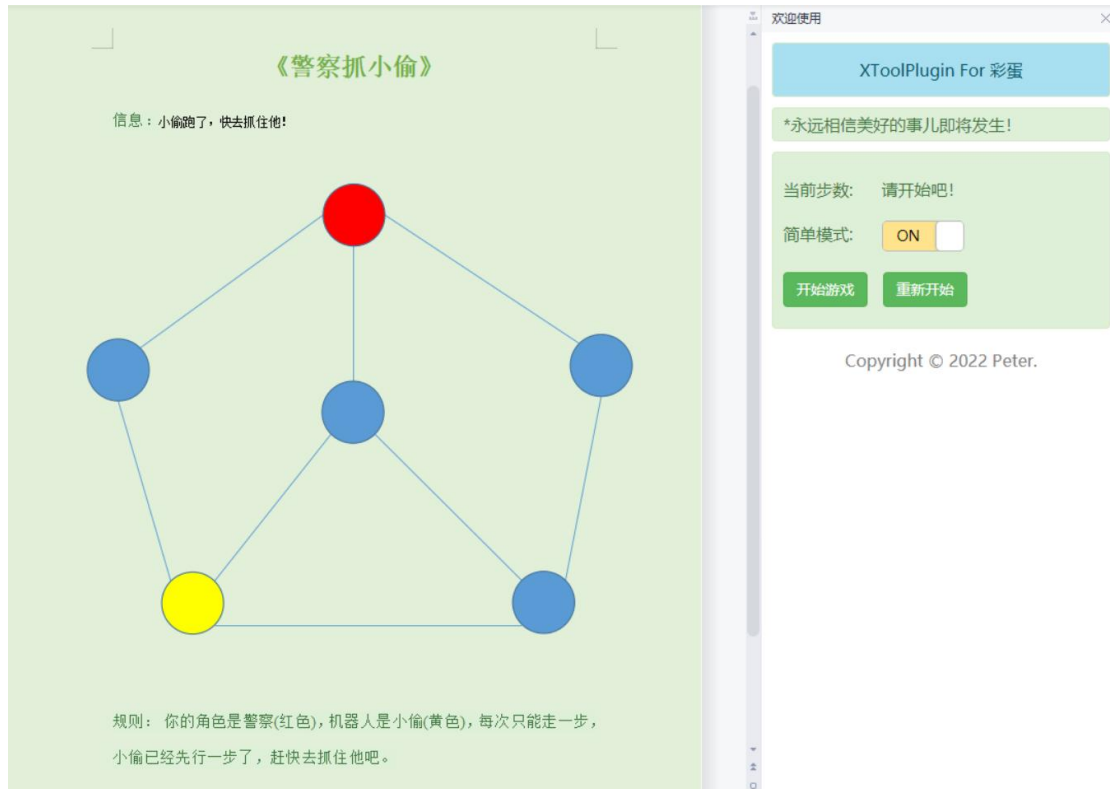 《警察抓小偷》
信息：小偷跑了，快去抓住他！
规则： 你的角色是警察(红色)，机器人是小偷(黄色)，每次只能走一步，
小偷已经先行一步了，赶快去抓住他吧。
欢迎使用
XToolPlugin For 彩蛋
*永远相信美好的事儿即将发生！
当前步数: 请开始吧！
简单模式: ON
开始游戏 重新开始
Copyright © 2022 Peter.